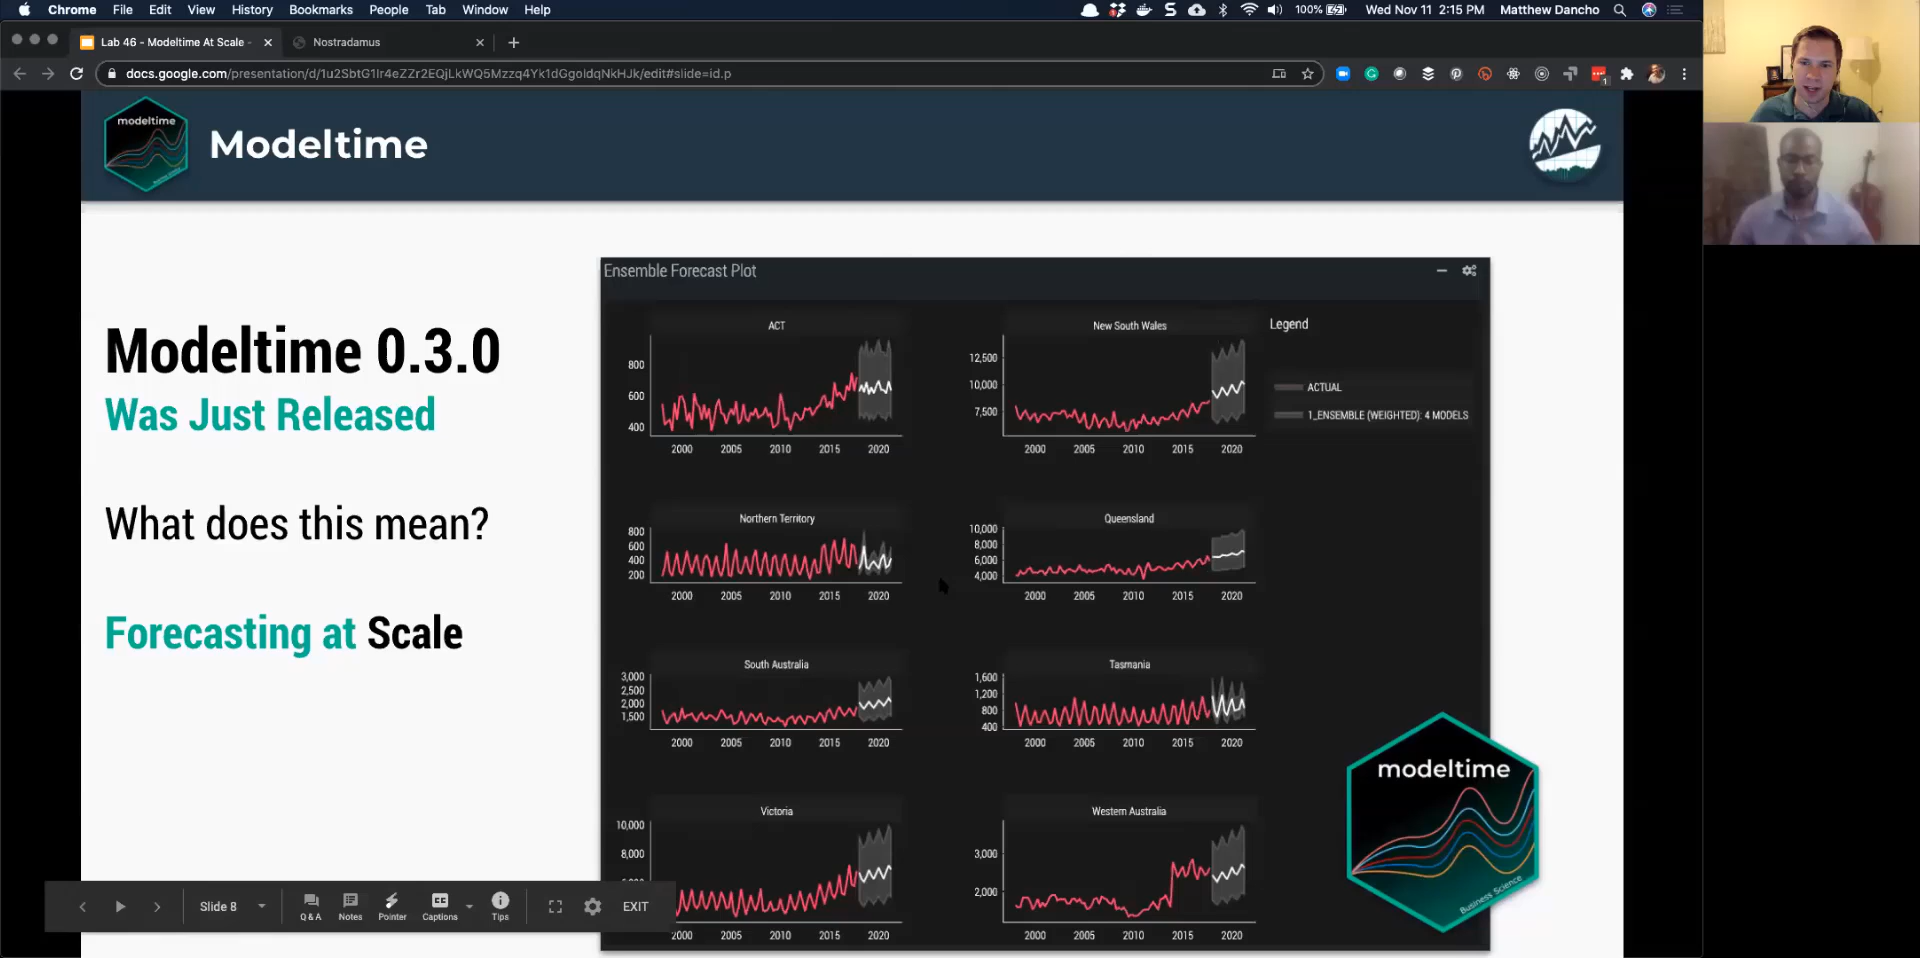 Chrome File Edit View History Bookmarks People Tab Window Help
100% Wed Nov 11 2:15 PM Matthew Dancho
Lab 46 - Modeltime At Scale -
Nostradamus
docs.google.com/presentation/d/1u2SbtG1Ir4eZZr2EQjLkWQ5Mzzq4Yk1dGgoIdqNkHJk/edit#slide=id.p
modeltime
Modeltime
Modeltime 0.3.0
Was Just Released
What does this mean?
Forecasting at Scale
Ensemble Forecast Plot
ACT
800
600
400
2000 2005 2010 2015 2020
New South Wales
12,500
10,000
7,500
2000 2005 2010 2015 2020
Legend
ACTUAL
1_ENSEMBLE (WEIGHTED): 4 MODELS
Northern Territory
800
600
400
200
2000 2005 2010 2015 2020
Queensland
10,000
8,000
6,000
4,000
2000 2005 2010 2015 2020
South Australia
3,000
2,500
2,000
1,500
2000 2005 2010 2015 2020
Tasmania
1,600
1,200
800
400
2000 2005 2010 2015 2020
Victoria
10,000
8,000
2000 2005 2010 2015 2020
Western Australia
3,000
2,000
2000 2005 2010 2015 2020
modeltime
Business Science
Slide 8
Q & A
Notes
Pointer
Captions
Tips
EXIT